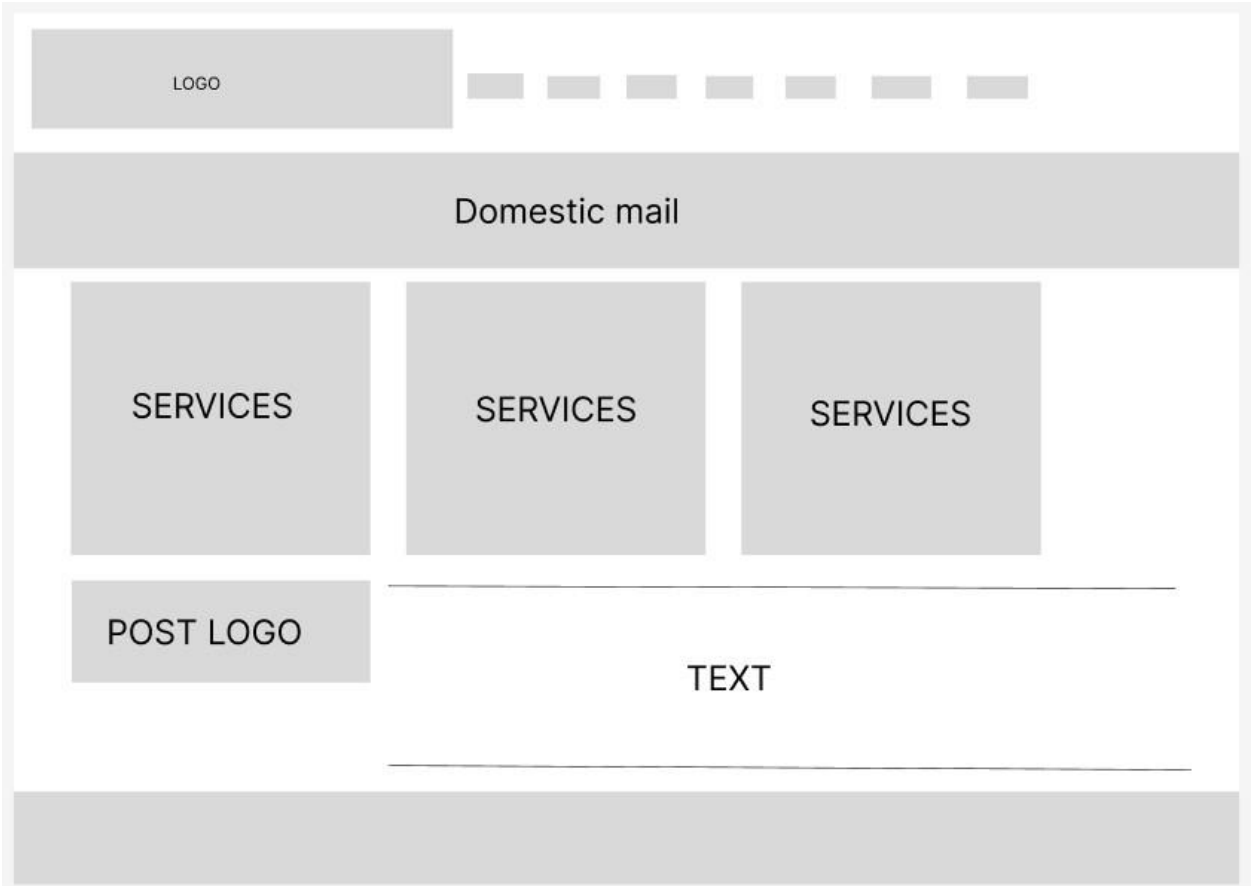 LOGO
Domestic mail
SERVICES
SERVICES
SERVICES
POST LOGO
TEXT